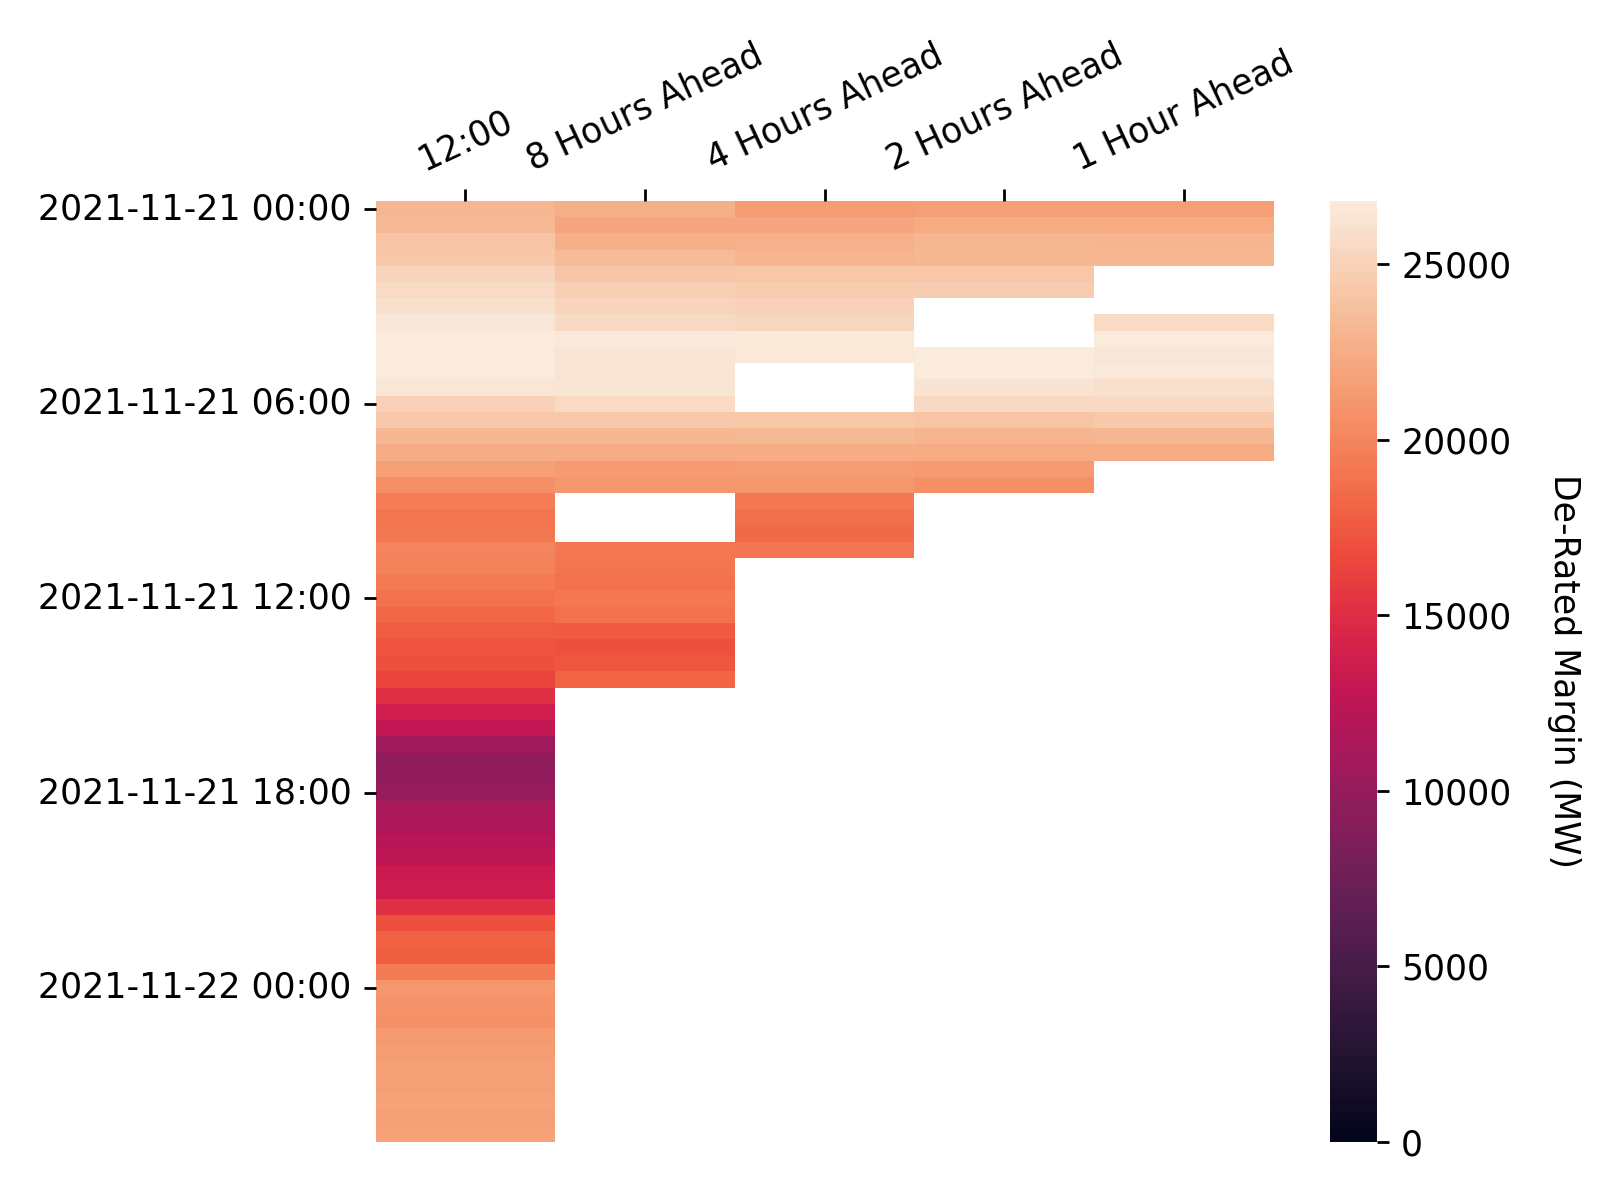 12:00
8 Hours Ahead
4 Hours Ahead
2 Hours Ahead
1 Hour Ahead
2021-11-21 00:00
2021-11-21 06:00
2021-11-21 12:00
2021-11-21 18:00
2021-11-22 00:00
25000
20000
15000
10000
5000
0
De-Rated Margin (MW)